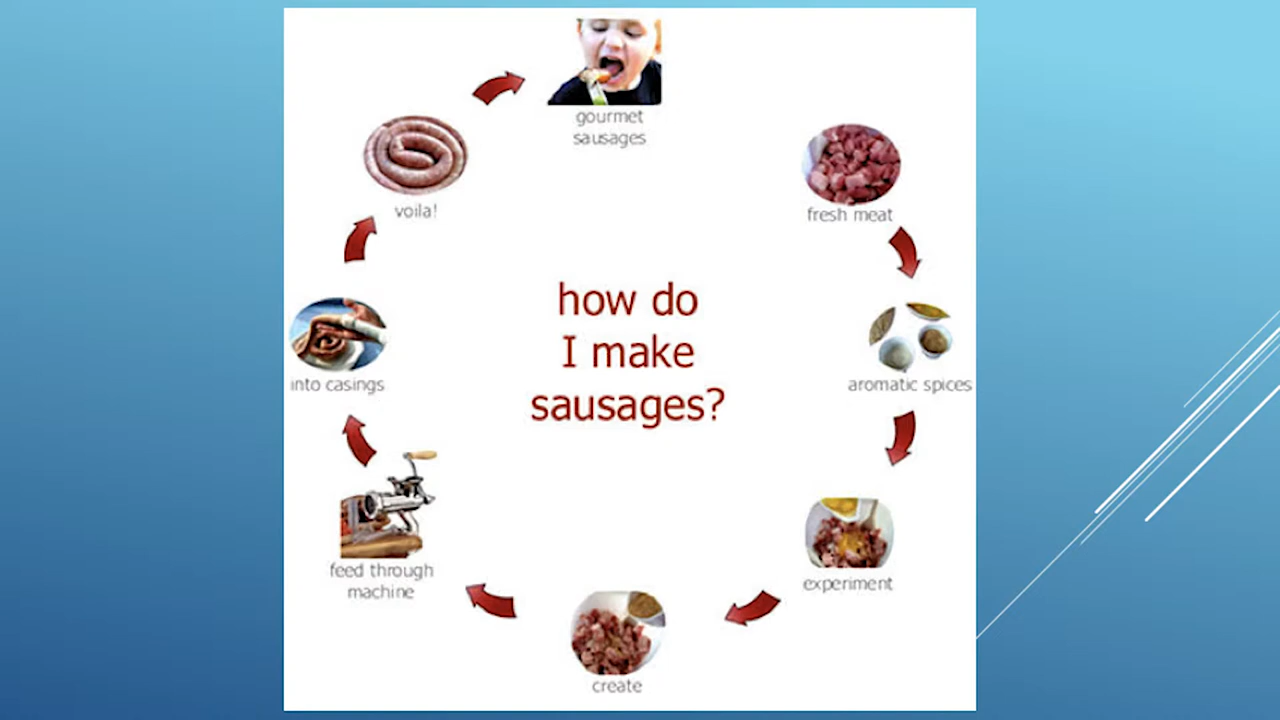 how do
I make
sausages?
fresh meat
aromatic spices
experiment
create
feed through
machine
into casings
voila!
gourmet
sausages